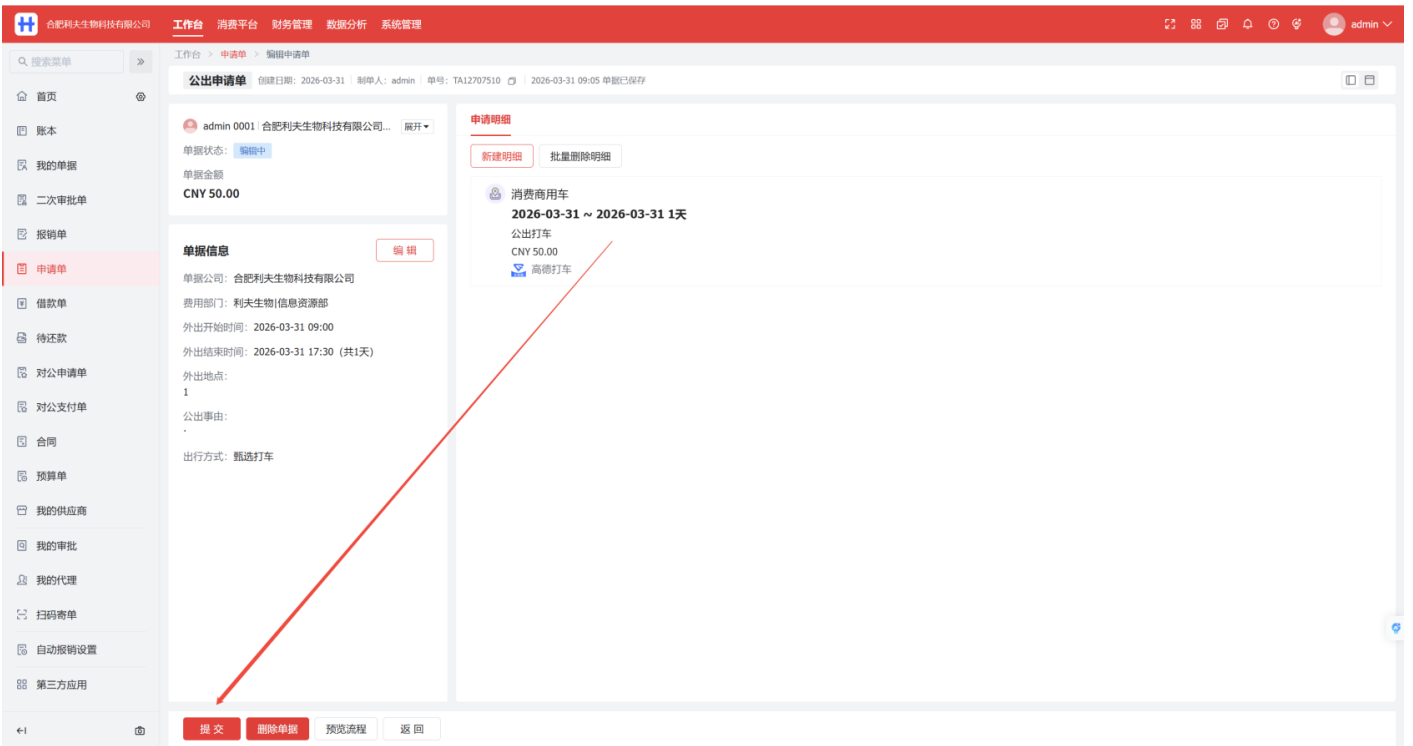 合肥利夫生物科技有限公司 工作台 消费平台 财务管理 数据分析 系统管理 admin
搜索菜单
首页
账本
我的单据
二次审批单
报销单
申请单
借款单
待还款
对公申请单
对公支付单
合同
预算单
我的供应商
我的审批
我的代理
扫码寄单
自动报销设置
第三方应用
工作台 > 申请单 > 编辑申请单
公出申请单 创建日期: 2026-03-31 制单人: admin 单号: TA12707510 2026-03-31 09:05 单据已保存
admin 0001 合肥利夫生物科技有限公司... 展开
单据状态: 编辑中
单据金额
CNY 50.00
单据信息 编 辑
单据公司: 合肥利夫生物科技有限公司
费用部门: 利夫生物|信息资源部
外出开始时间: 2026-03-31 09:00
外出结束时间: 2026-03-31 17:30 (共1天)
外出地点:
1
公出事由:
.
出行方式: 甄选打车
申请明细
新建明细 批量删除明细
消费商用车
2026-03-31 ~ 2026-03-31 1天
公出打车
CNY 50.00
高德打车
提 交 删除单据 预览流程 返 回